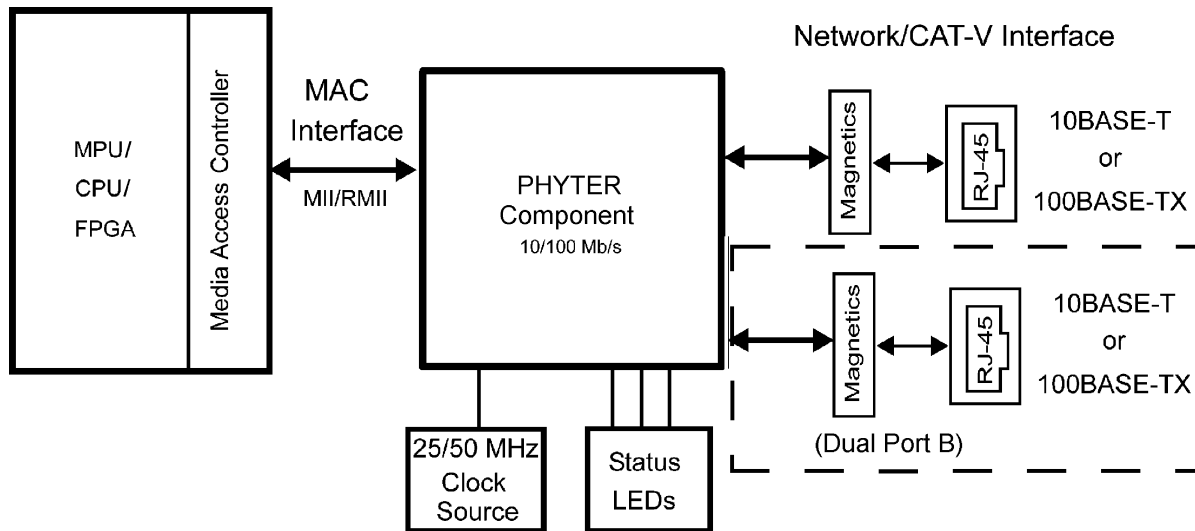 MPU/
CPU/
FPGA
Media Access Controller
MAC
Interface
MII/RMII
PHYTER
Component
10/100 Mb/s
25/50 MHz
Clock
Source
Status
LEDs
Network/CAT-V Interface
Magnetics
RJ-45
10BASE-T
or
100BASE-TX
Magnetics
RJ-45
10BASE-T
or
100BASE-TX
(Dual Port B)